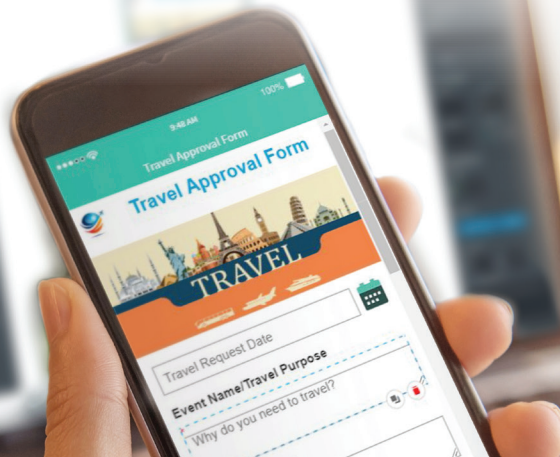 100%
9:48 AM
Travel Approval Form
Travel Approval Form
TRAVEL
Travel Request Date
Event Name/Travel Purpose
Why do you need to travel?